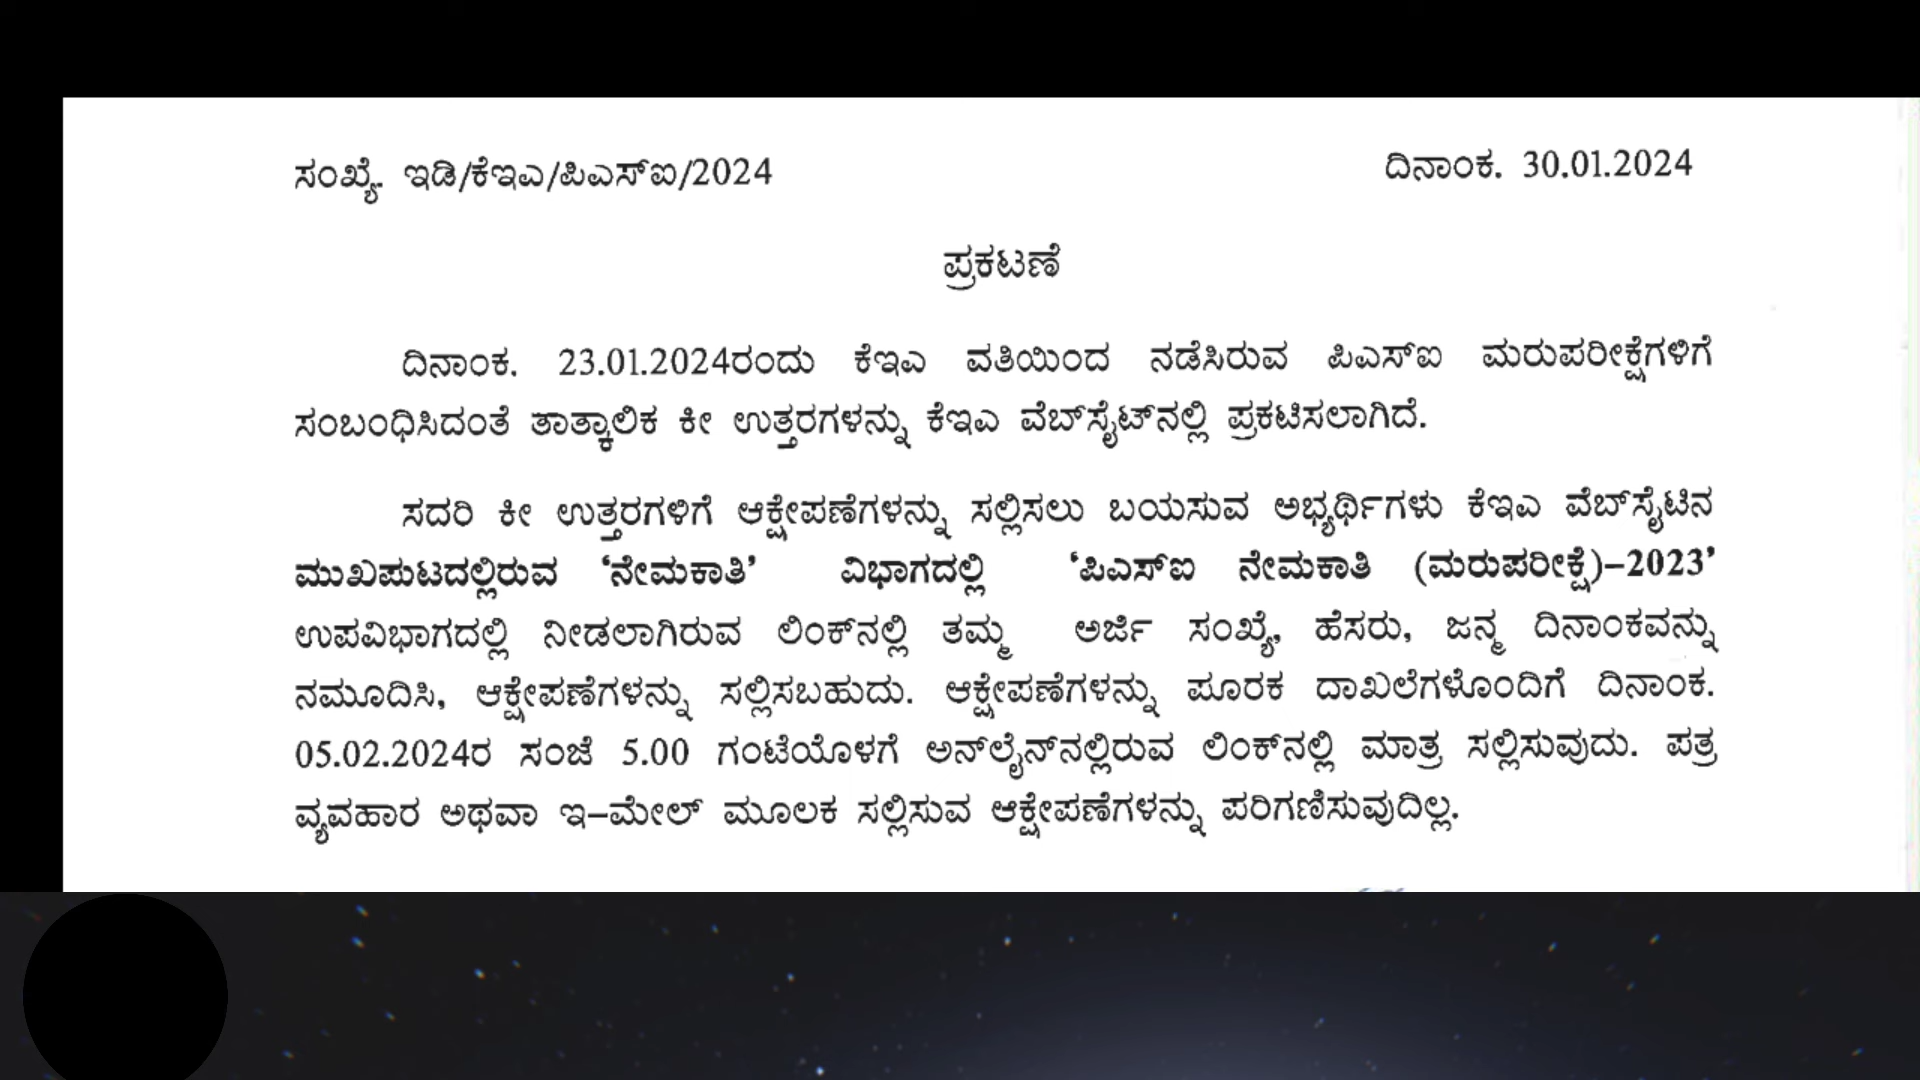 ಸಂಖ್ಯೆ. ಇಡಿ/ಕೆಇಎ/ಪಿಎಸ್‌ಐ/2024
ದಿನಾಂಕ. 30.01.2024
ಪ್ರಕಟಣೆ
ದಿನಾಂಕ. 23.01.2024ರಂದು ಕೆಇಎ ವತಿಯಿಂದ ನಡೆಸಿರುವ ಪಿಎಸ್‌ಐ ಮರುಪರೀಕ್ಷೆಗಳಿಗೆ
ಸಂಬಂಧಿಸಿದಂತೆ ತಾತ್ಕಾಲಿಕ ಕೀ ಉತ್ತರಗಳನ್ನು ಕೆಇಎ ವೆಬ್‌ಸೈಟ್‌ನಲ್ಲಿ ಪ್ರಕಟಿಸಲಾಗಿದೆ.
ಸದರಿ ಕೀ ಉತ್ತರಗಳಿಗೆ ಆಕ್ಷೇಪಣೆಗಳನ್ನು ಸಲ್ಲಿಸಲು ಬಯಸುವ ಅಭ್ಯರ್ಥಿಗಳು ಕೆಇಎ ವೆಬ್‌ಸೈಟಿನ
ಮುಖಪುಟದಲ್ಲಿರುವ ‘ನೇಮಕಾತಿ’ ವಿಭಾಗದಲ್ಲಿ ‘ಪಿಎಸ್‌ಐ ನೇಮಕಾತಿ (ಮರುಪರೀಕ್ಷೆ)–2023’
ಉಪವಿಭಾಗದಲ್ಲಿ ನೀಡಲಾಗಿರುವ ಲಿಂಕ್‌ನಲ್ಲಿ ತಮ್ಮ ಅರ್ಜಿ ಸಂಖ್ಯೆ, ಹೆಸರು, ಜನ್ಮ ದಿನಾಂಕವನ್ನು
ನಮೂದಿಸಿ, ಆಕ್ಷೇಪಣೆಗಳನ್ನು ಸಲ್ಲಿಸಬಹುದು. ಆಕ್ಷೇಪಣೆಗಳನ್ನು ಪೂರಕ ದಾಖಲೆಗಳೊಂದಿಗೆ ದಿನಾಂಕ.
05.02.2024ರ ಸಂಜೆ 5.00 ಗಂಟೆಯೊಳಗೆ ಅನ್‌ಲೈನ್‌ನಲ್ಲಿರುವ ಲಿಂಕ್‌ನಲ್ಲಿ ಮಾತ್ರ ಸಲ್ಲಿಸುವುದು. ಪತ್ರ
ವ್ಯವಹಾರ ಅಥವಾ ಇ–ಮೇಲ್ ಮೂಲಕ ಸಲ್ಲಿಸುವ ಆಕ್ಷೇಪಣೆಗಳನ್ನು ಪರಿಗಣಿಸುವುದಿಲ್ಲ.